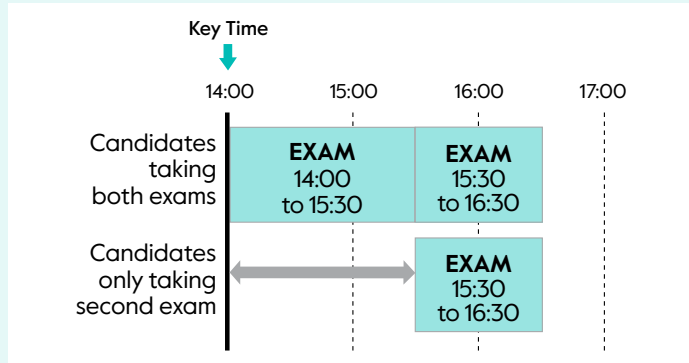 Key Time
14:00 15:00 16:00 17:00
Candidates
taking
both exams
EXAM
14:00
to 15:30
EXAM
15:30
to 16:30
Candidates
only taking
second exam
EXAM
15:30
to 16:30